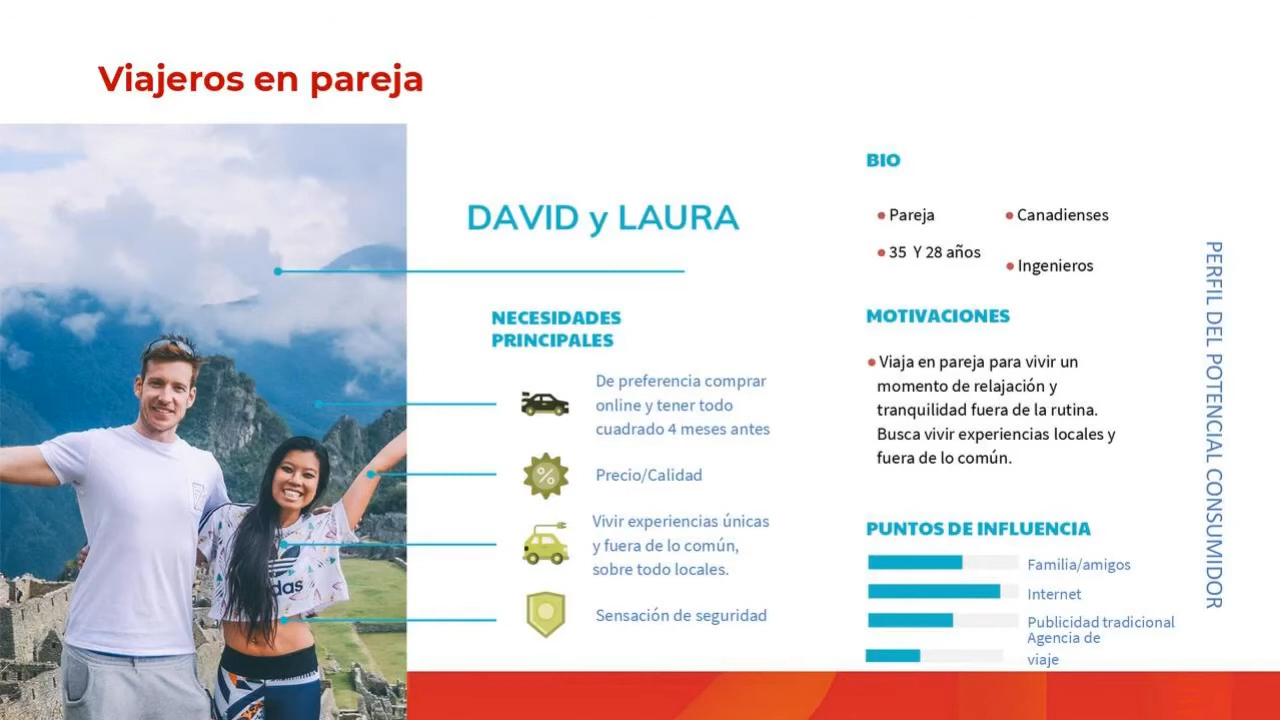 Viajeros en pareja
DAVID y LAURA
NECESIDADES
PRINCIPALES
De preferencia comprar
online y tener todo
cuadrado 4 meses antes
Precio/Calidad
Vivir experiencias únicas
y fuera de lo común,
sobre todo locales.
Sensación de seguridad
BIO
Pareja
Canadienses
35 Y 28 años
Ingenieros
MOTIVACIONES
Viaja en pareja para vivir un
momento de relajación y
tranquilidad fuera de la rutina.
Busca vivir experiencias locales y
fuera de lo común.
PUNTOS DE INFLUENCIA
Familia/amigos
Internet
Publicidad tradicional
Agencia de
viaje
PERFIL DEL POTENCIAL CONSUMIDOR
%
das